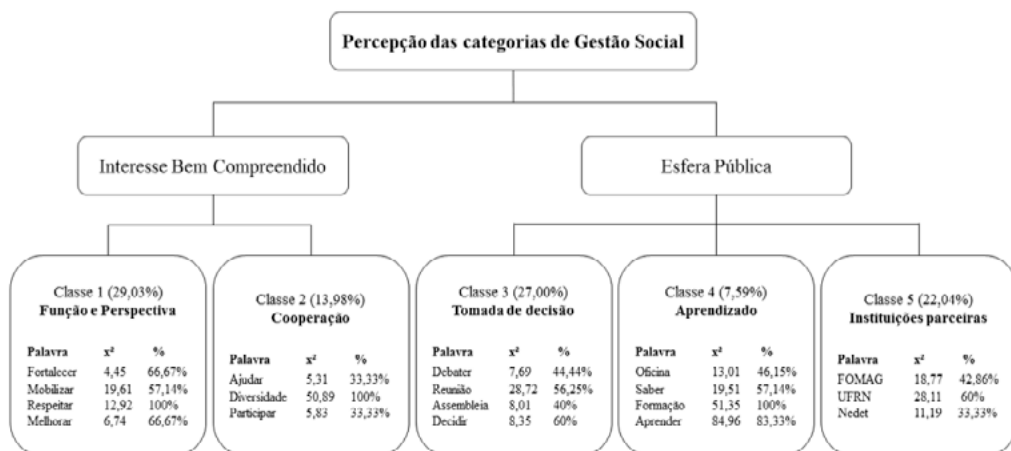 Percepção das categorias de Gestão Social
Interesse Bem Compreendido
Esfera Pública
Classe 1 (29,03%)
Função e Perspectiva
Palavra x² %
Fortalecer 4,45 66,67%
Mobilizar 19,61 57,14%
Respeitar 12,92 100%
Melhorar 6,74 66,67%
Classe 2 (13,98%)
Cooperação
Palavra x² %
Ajudar 5,31 33,33%
Diversidade 50,89 100%
Participar 5,83 33,33%
Classe 3 (27,00%)
Tomada de decisão
Palavra x² %
Debater 7,69 44,44%
Reunião 28,72 56,25%
Assembleia 8,01 40%
Decidir 8,35 60%
Classe 4 (7,59%)
Aprendizado
Palavra x² %
Oficina 13,01 46,15%
Saber 19,51 57,14%
Formação 51,35 100%
Aprender 84,96 83,33%
Classe 5 (22,04%)
Instituições parceiras
Palavra x² %
FOMAG 18,77 42,86%
UFRN 28,11 60%
Nedet 11,19 33,33%